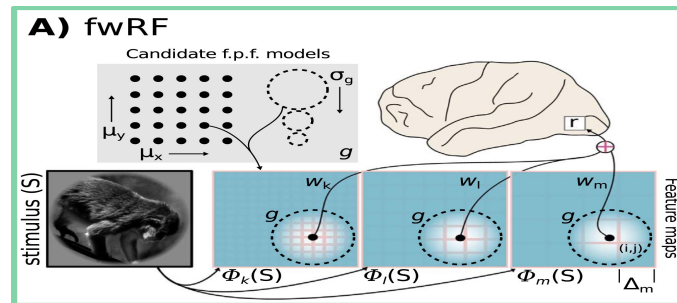 A) fwRF
Candidate f.p.f. models
σg
μy
μx
g
r
stimulus (S)
wk
wl
wm
g
g
g
(i,j)
Φk(S)
Φl(S)
Φm(S)
Δm
Feature maps